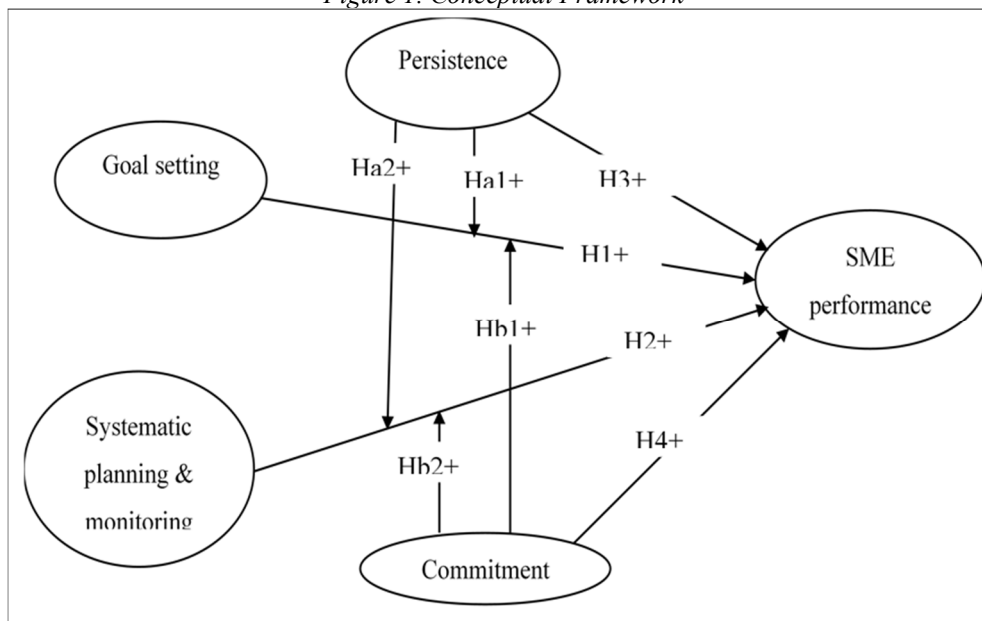 Figure 1: Conceptual Framework
Persistence
Goal setting
Ha2+
Ha1+
H3+
H1+
SME
performance
Hb1+
H2+
Systematic
planning &
monitoring
Hb2+
H4+
Commitment